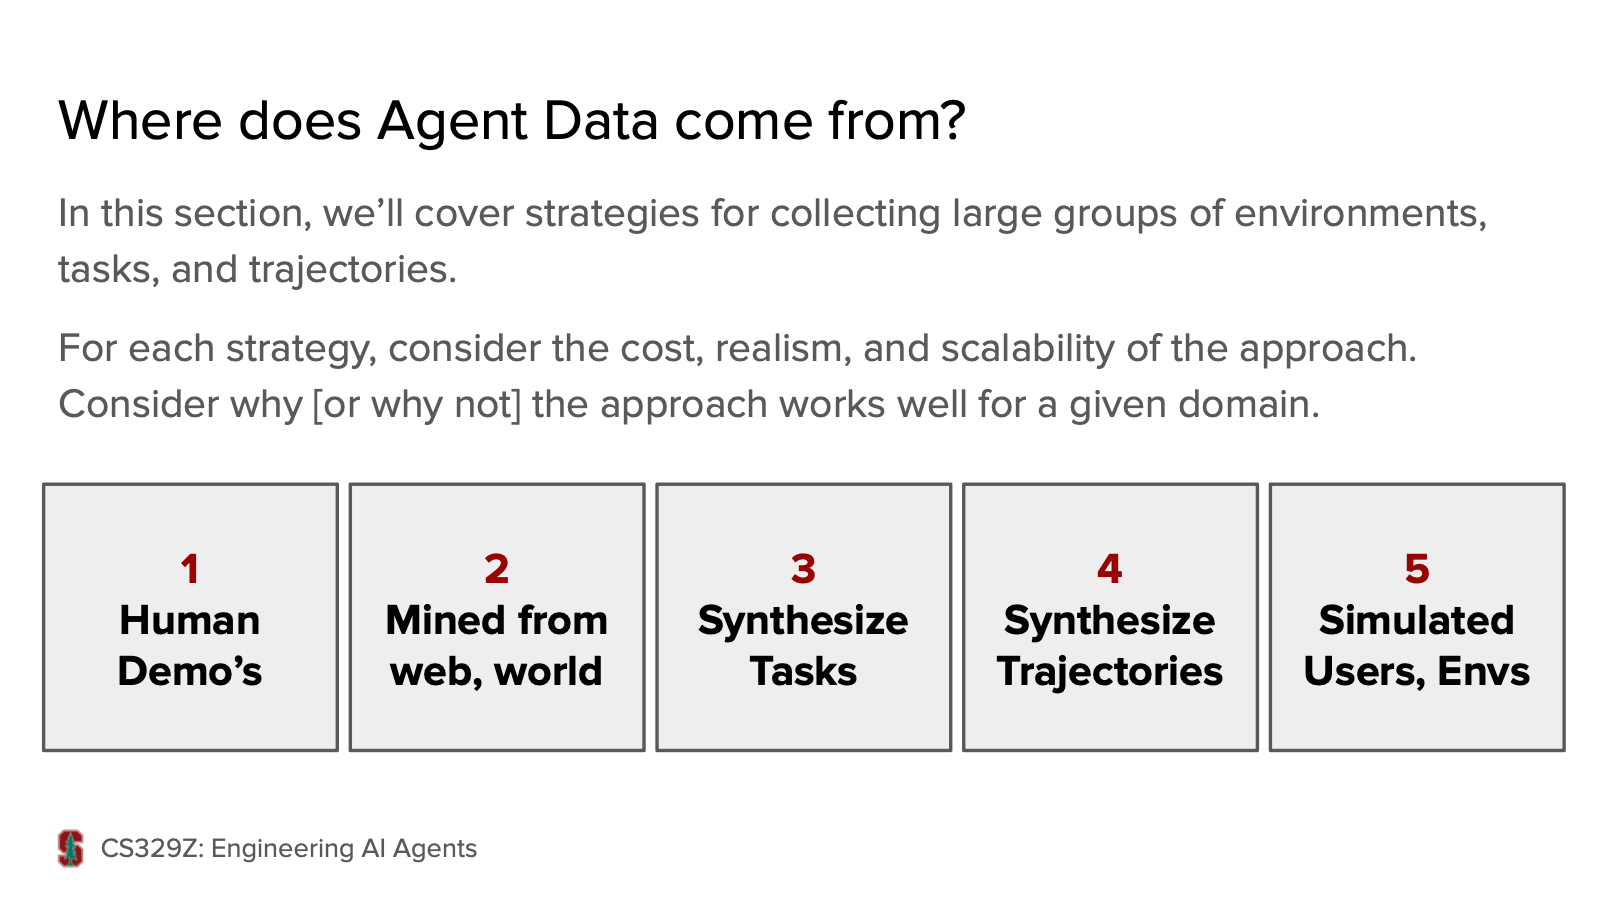 Where does Agent Data come from?
In this section, we’ll cover strategies for collecting large groups of environments,
tasks, and trajectories.
For each strategy, consider the cost, realism, and scalability of the approach.
Consider why [or why not] the approach works well for a given domain.
1
Human
Demo’s
2
Mined from
web, world
3
Synthesize
Tasks
4
Synthesize
Trajectories
5
Simulated
Users, Envs
CS329Z: Engineering AI Agents